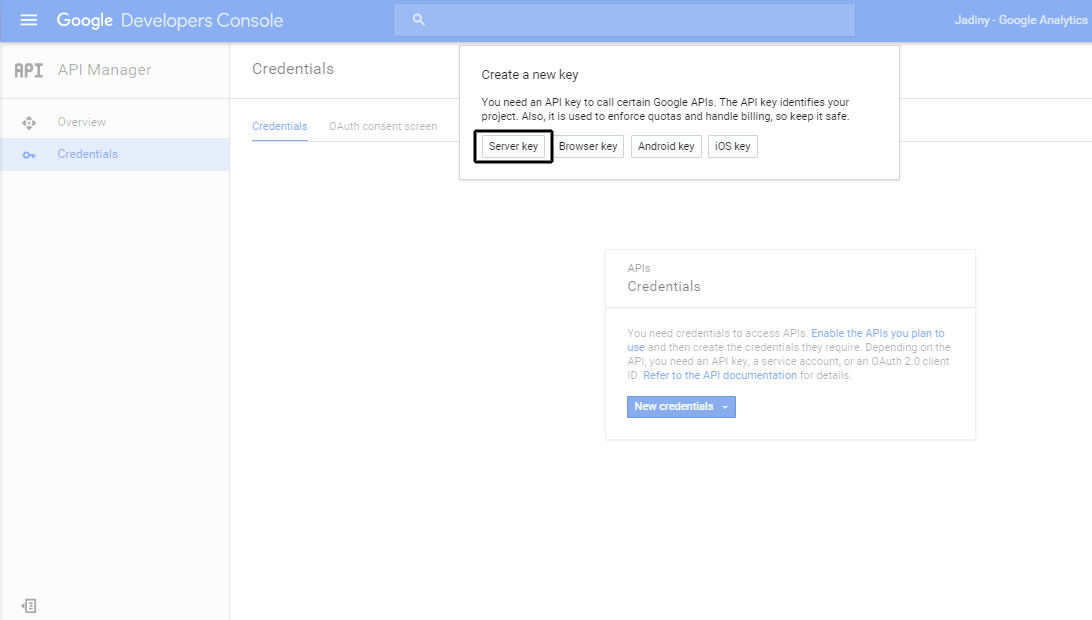 Google Developers Console
Jadiny - Google Analytics
API API Manager
Overview
Credentials
Credentials
Credentials OAuth consent screen
Create a new key
You need an API key to call certain Google APIs. The API key identifies your
project. Also, it is used to enforce quotas and handle billing, so keep it safe.
Server key Browser key Android key iOS key
APIs
Credentials
You need credentials to access APIs. Enable the APIs you plan to
use and then create the credentials they require. Depending on the
API, you need an API key, a service account, or an OAuth 2.0 client
ID. Refer to the API documentation for details.
New credentials